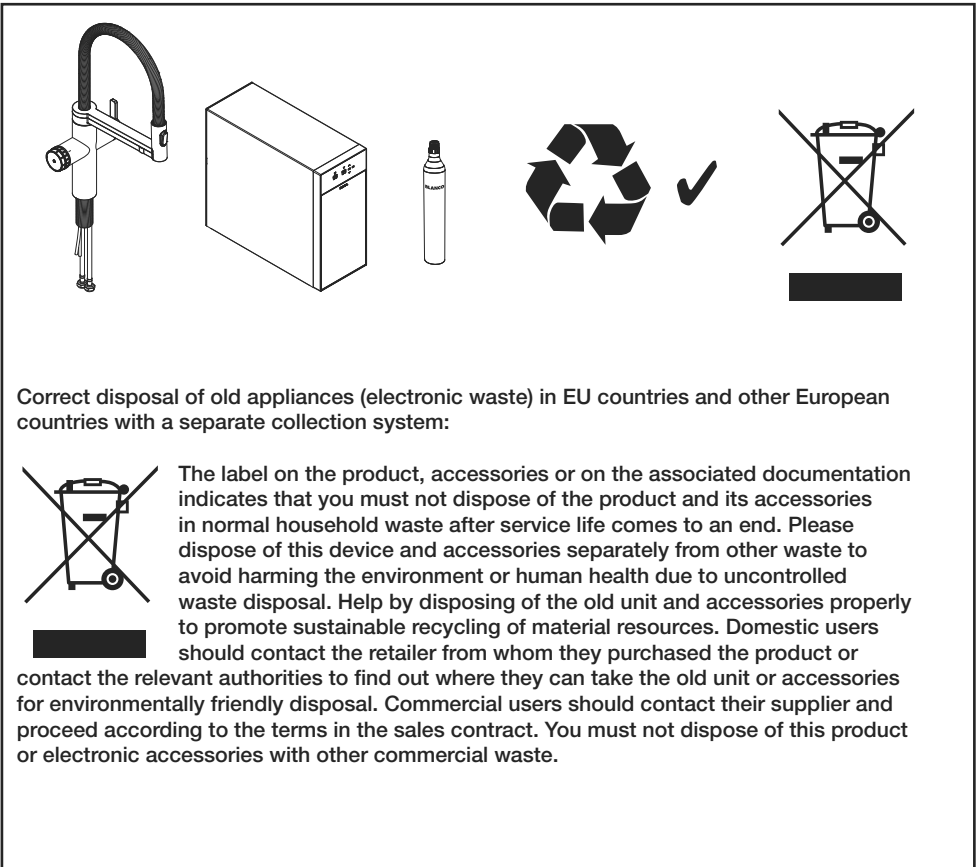 BLANCO
Correct disposal of old appliances (electronic waste) in EU countries and other European
countries with a separate collection system:
The label on the product, accessories or on the associated documentation
indicates that you must not dispose of the product and its accessories
in normal household waste after service life comes to an end. Please
dispose of this device and accessories separately from other waste to
avoid harming the environment or human health due to uncontrolled
waste disposal. Help by disposing of the old unit and accessories properly
to promote sustainable recycling of material resources. Domestic users
should contact the retailer from whom they purchased the product or
contact the relevant authorities to find out where they can take the old unit or accessories
for environmentally friendly disposal. Commercial users should contact their supplier and
proceed according to the terms in the sales contract. You must not dispose of this product
or electronic accessories with other commercial waste.